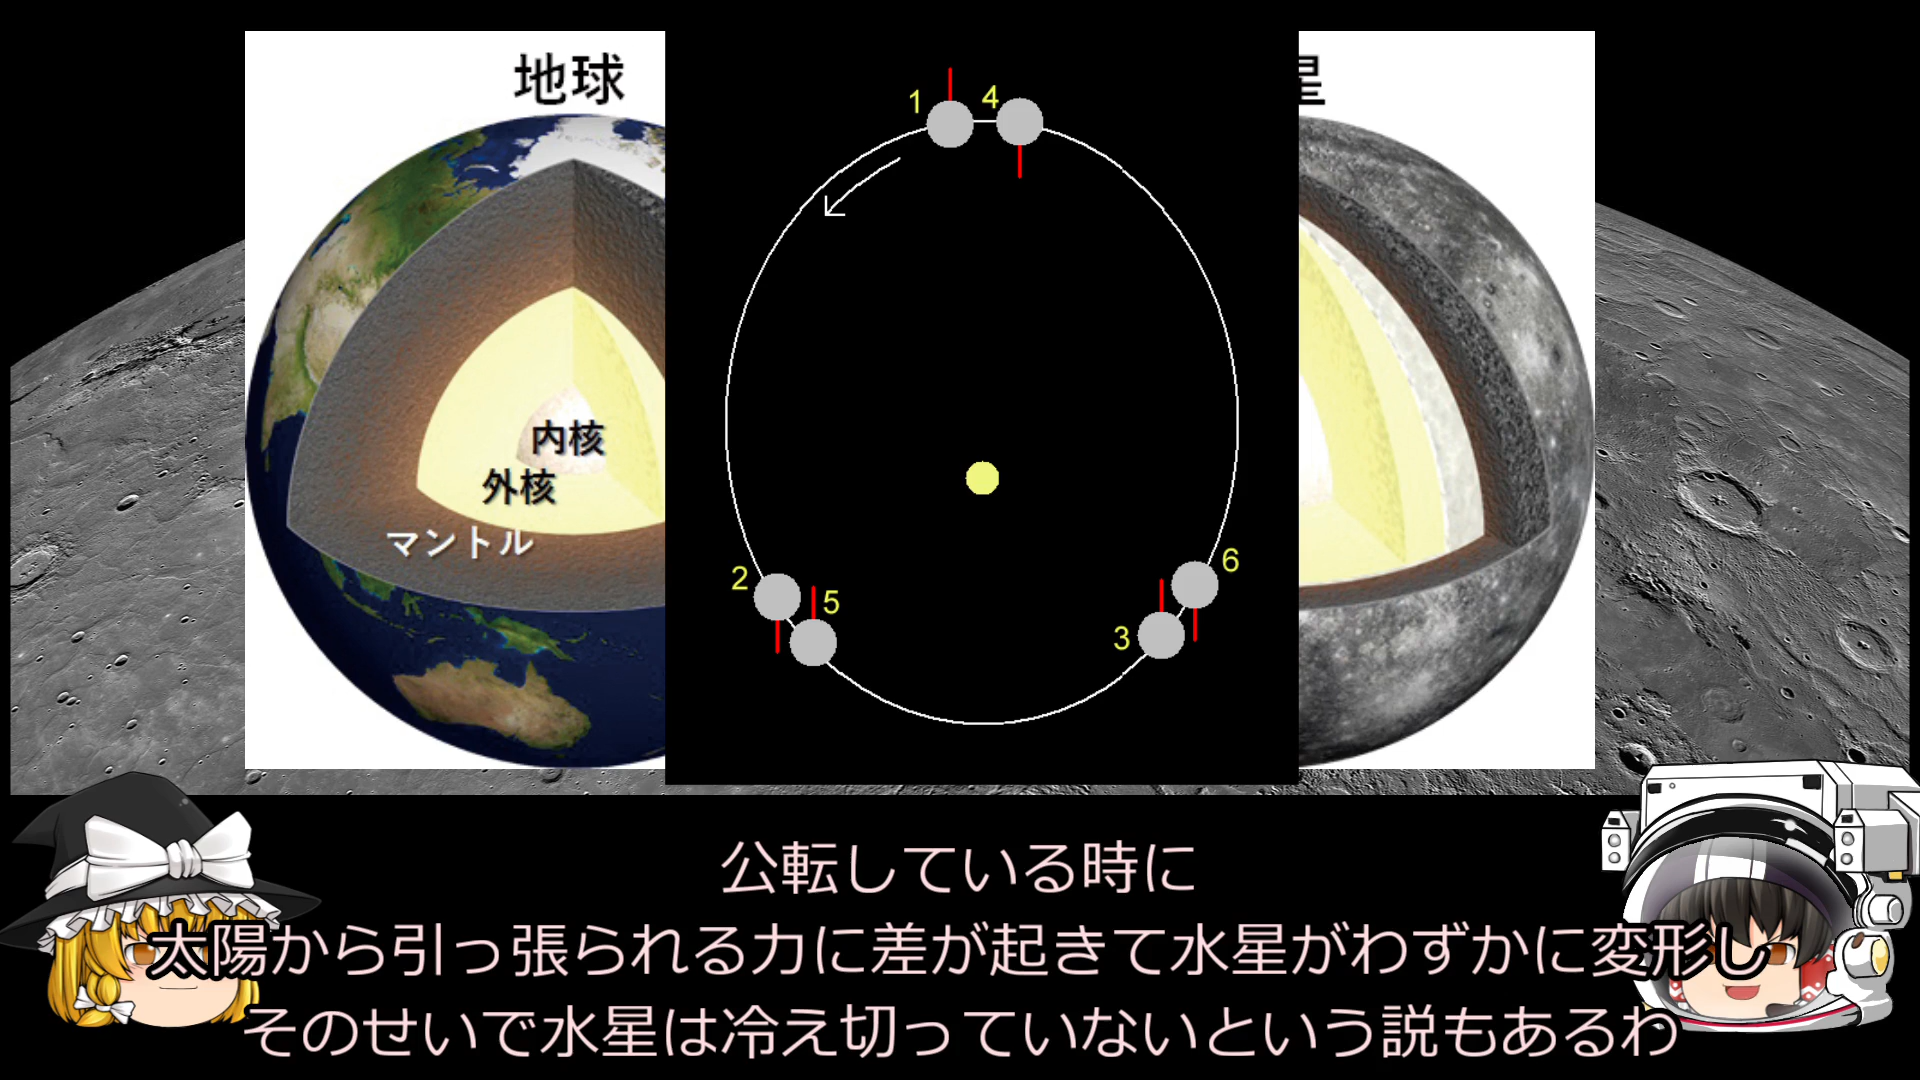 地球
星
1
4
内核
外核
マントル
2
5
6
3
公転している時に
太陽から引っ張られる力に差が起きて水星がわずかに変形し
そのせいで水星は冷え切っていないという説もあるわ